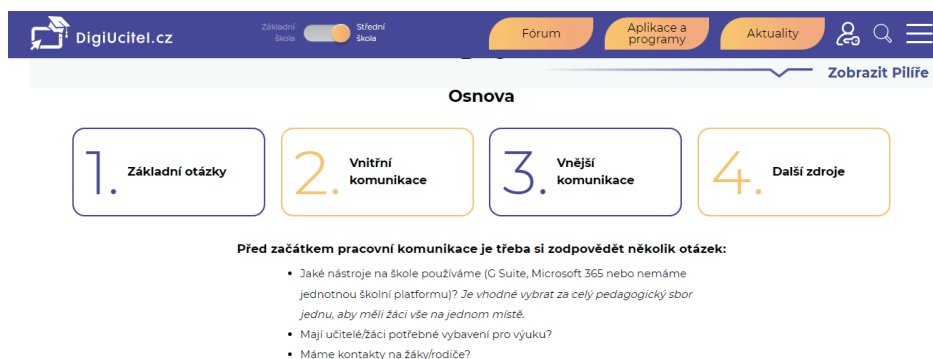 DigiUcitel.cz
Základní škola
Střední škola
Fórum
Aplikace a programy
Aktuality
Zobrazit Pilíře
Osnova
1. Základní otázky
2. Vnitřní komunikace
3. Vnější komunikace
4. Další zdroje
Před začátkem pracovní komunikace je třeba si zodpovědět několik otázek:
• Jaké nástroje na škole používáme (G Suite, Microsoft 365 nebo nemáme
jednotnou školní platformu)? Je vhodné vybrat za celý pedagogický sbor
jednu, aby měli žáci vše na jednom místě.
• Mají učitelé/žáci potřebné vybavení pro výuku?
• Máme kontakty na žáky/rodiče?